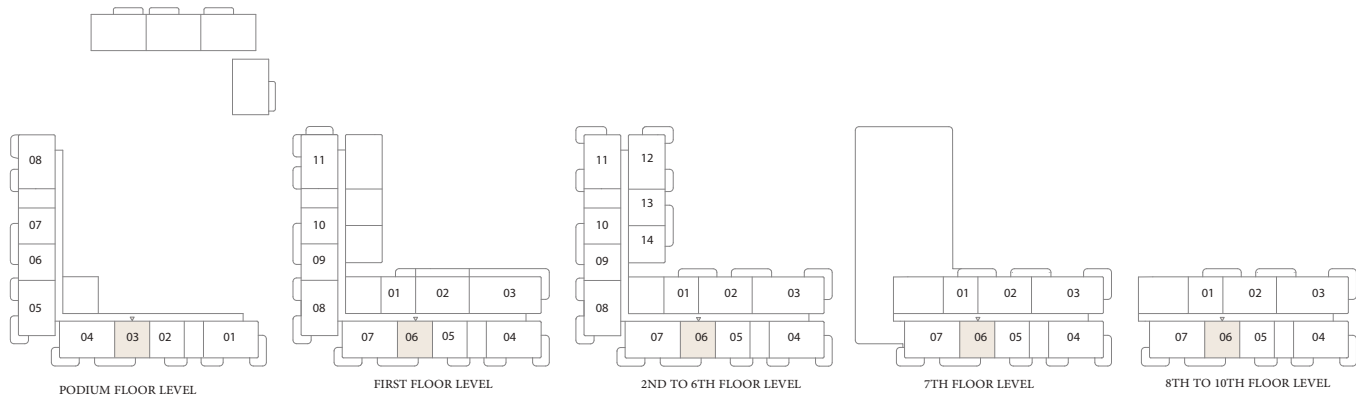 08
07
06
05
04 03 02 01
PODIUM FLOOR LEVEL
11
10
09
08
01 02 03
07 06 05 04
FIRST FLOOR LEVEL
11 12
13
10 14
09
08
01 02 03
07 06 05 04
2ND TO 6TH FLOOR LEVEL
01 02 03
07 06 05 04
7TH FLOOR LEVEL
01 02 03
07 06 05 04
8TH TO 10TH FLOOR LEVEL